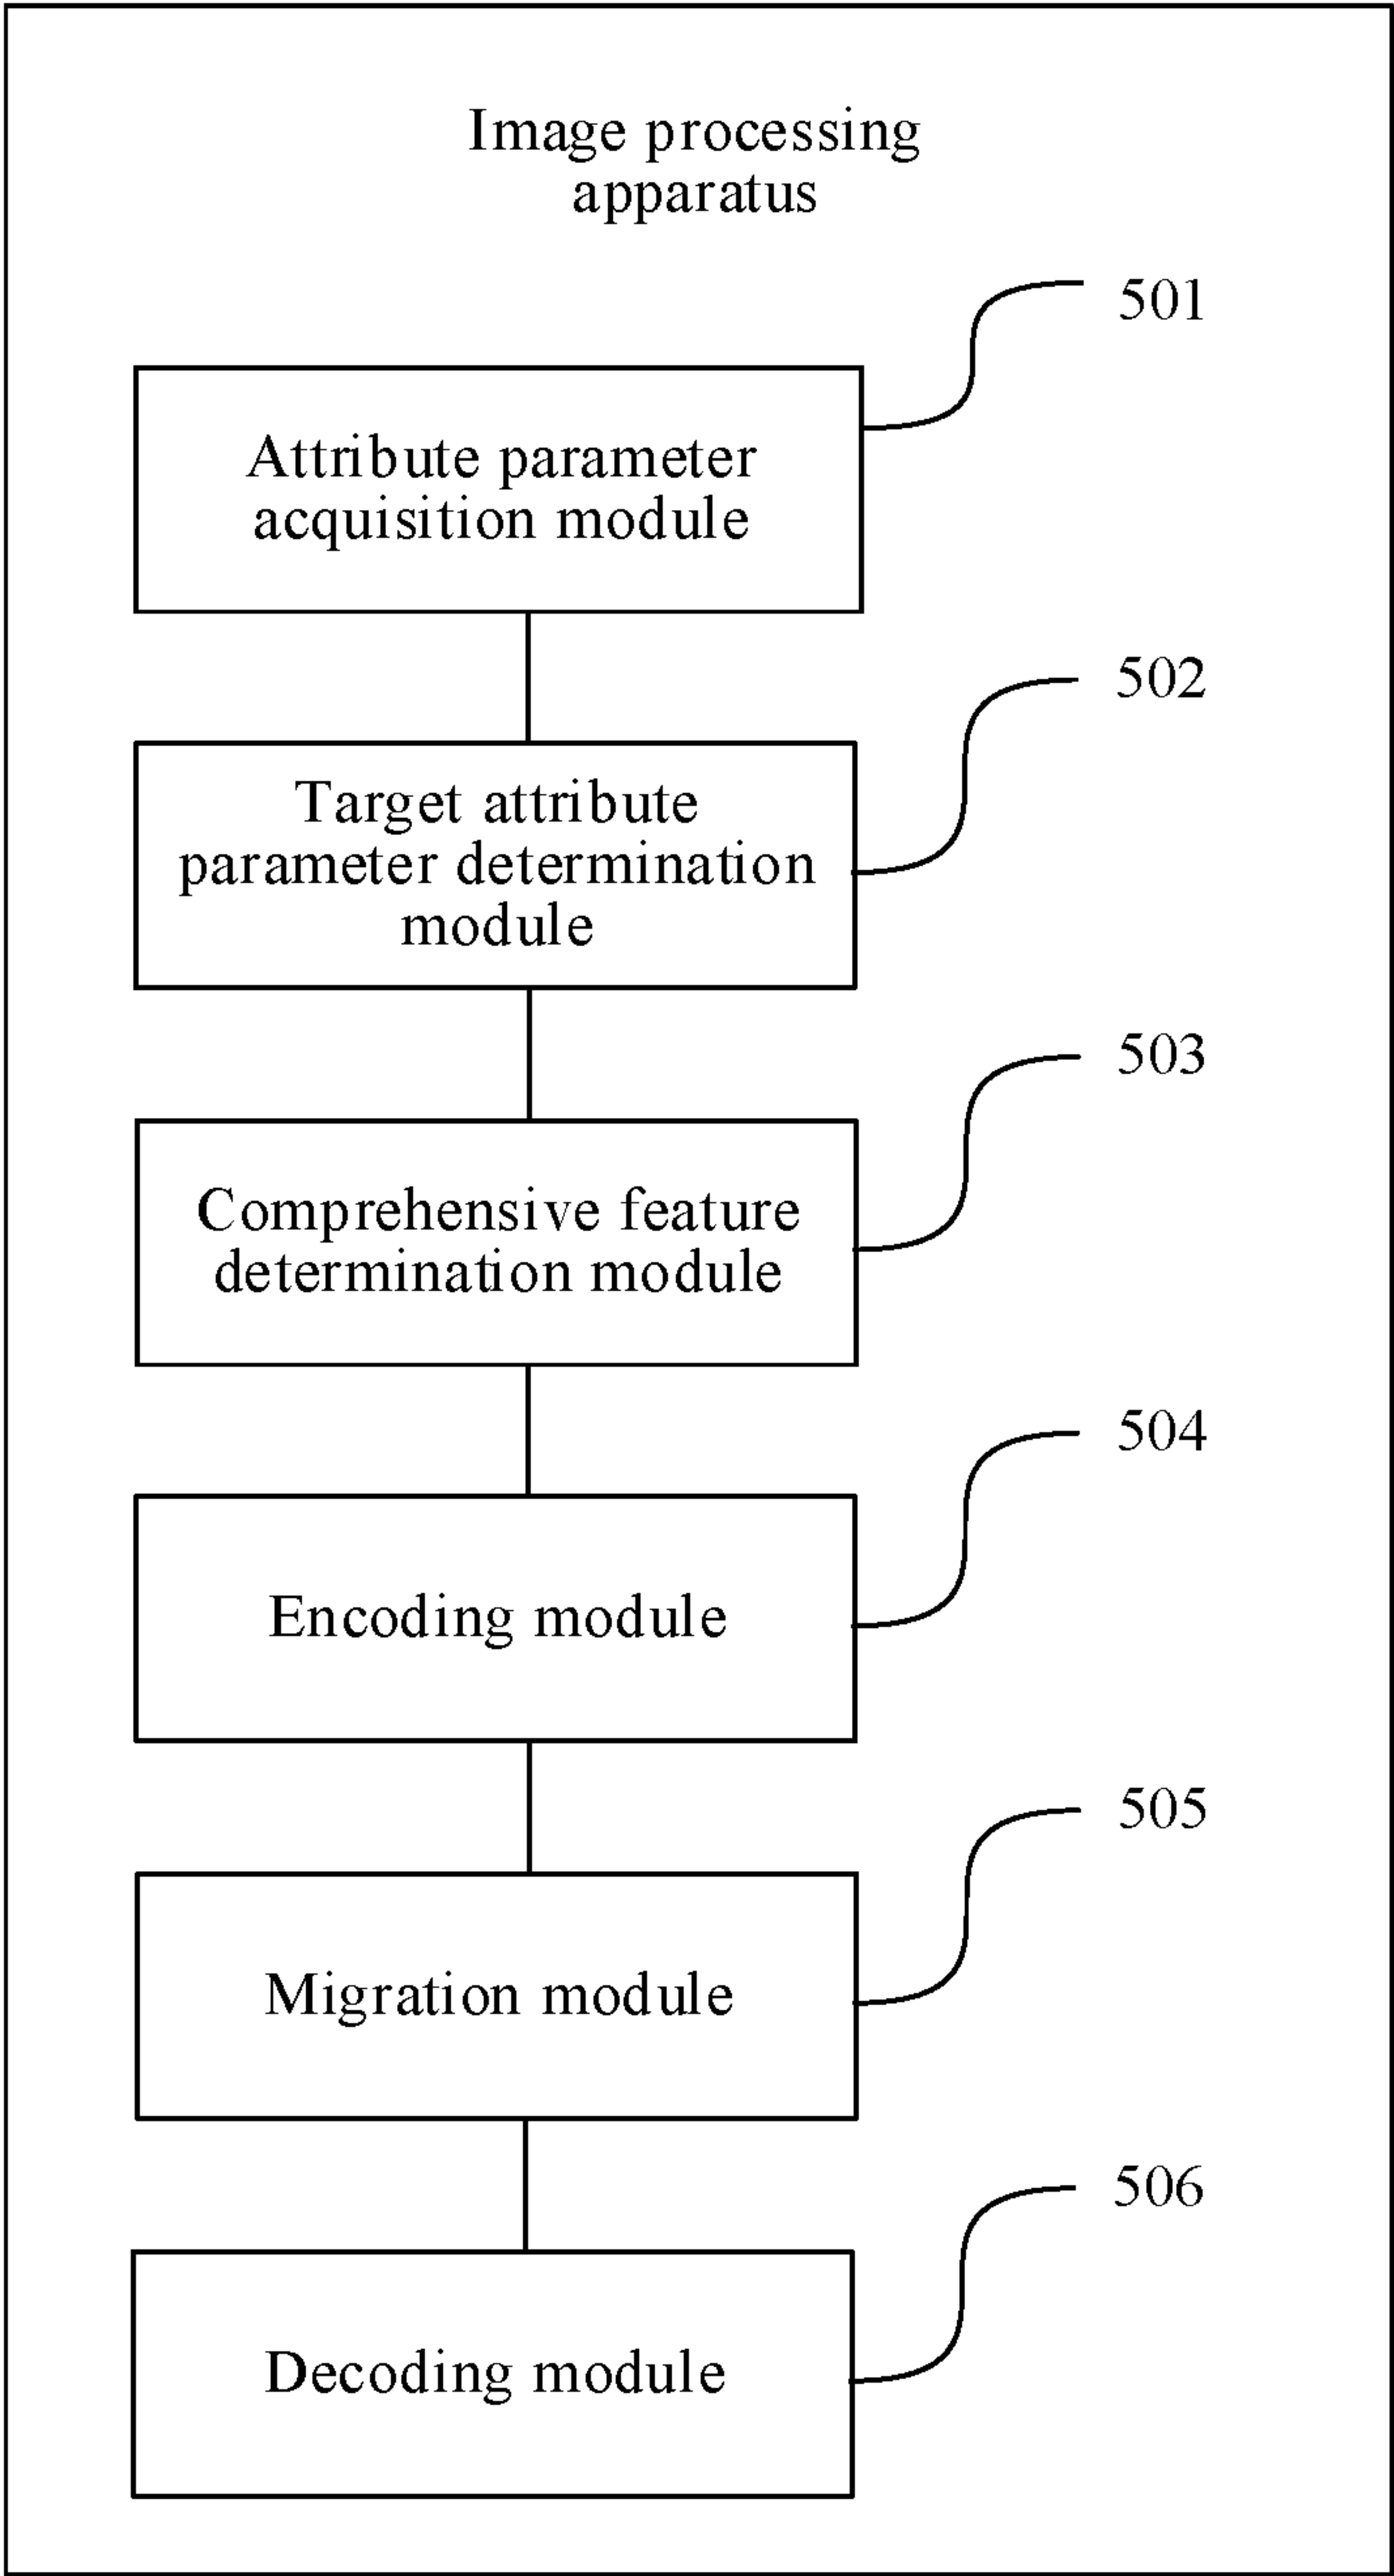 Image processing
apparatus
501
Attribute parameter
acquisition module
502
Target attribute
parameter determination
module
503
Comprehensive feature
determination module
504
Encoding module
505
Migration module
506
Decoding module